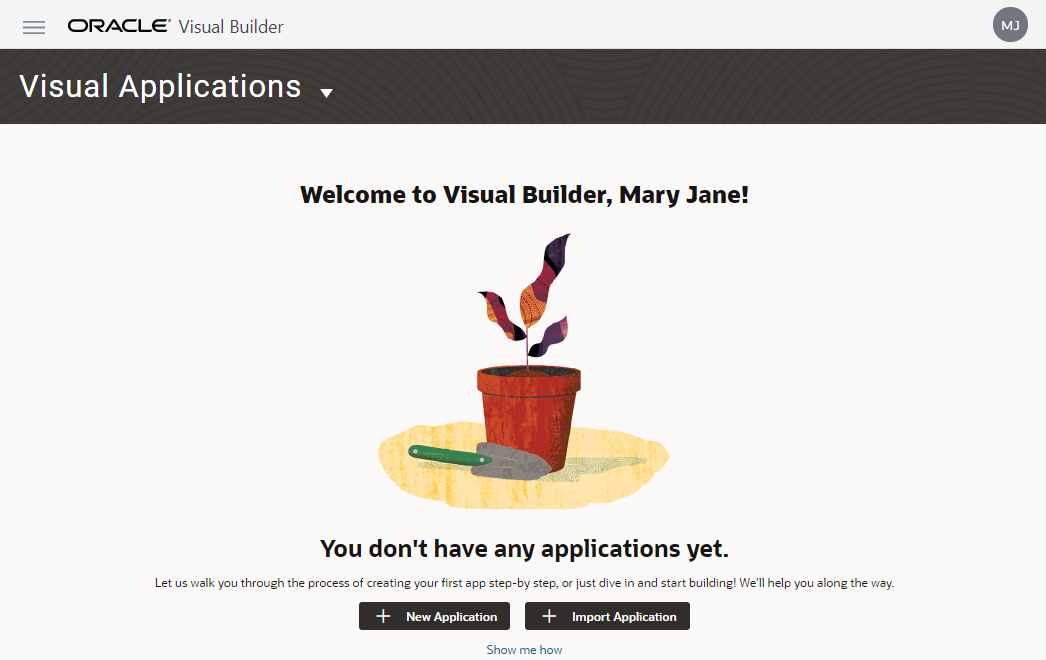 ORACLE® Visual Builder
MJ
Visual Applications
Welcome to Visual Builder, Mary Jane!
You don't have any applications yet.
Let us walk you through the process of creating your first app step-by step, or just dive in and start building! We'll help you along the way.
New Application
Import Application
Show me how